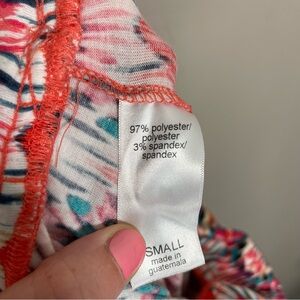 97% polyester/
polyester
3% spandex/
spandex
SMALL
made in
guatemala